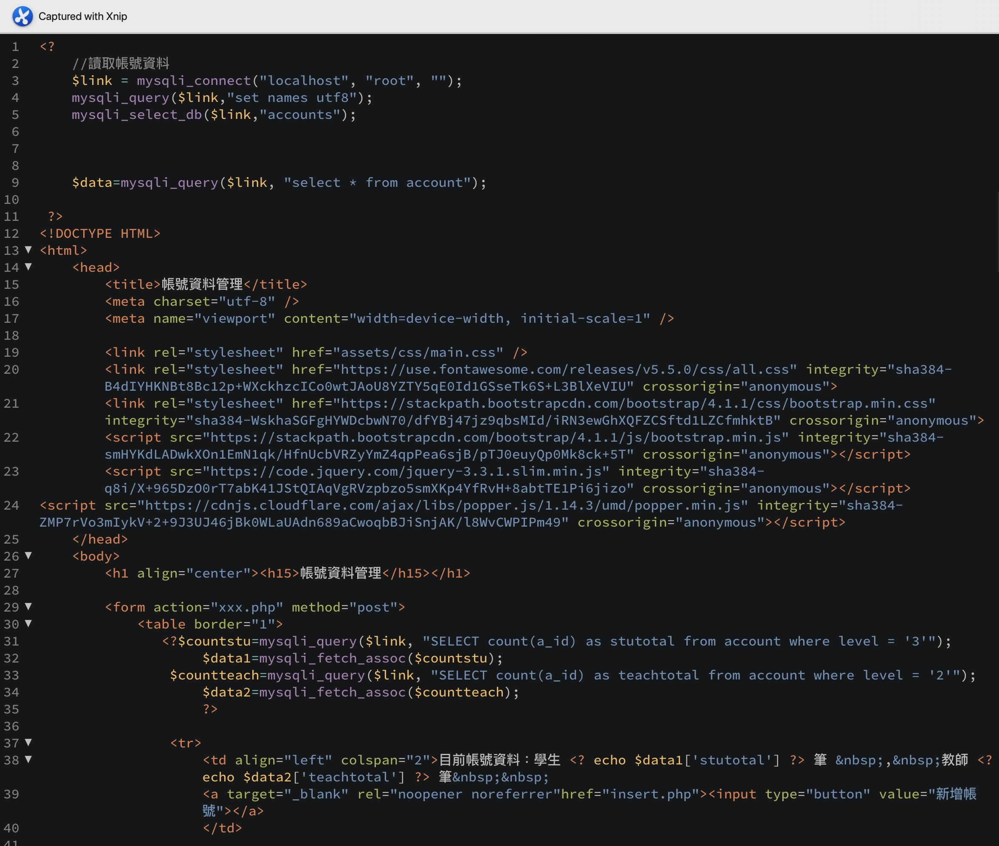 Captured with Xnip
1 <?
2 //讀取帳號資料
3 $link = mysqli_connect("localhost", "root", "");
4 mysqli_query($link,"set names utf8");
5 mysqli_select_db($link,"accounts");
6
7
8
9 $data=mysqli_query($link, "select * from account");
10
11 ?>
12 <!DOCTYPE HTML>
13 ▼ <html>
14 ▼ <head>
15 <title>帳號資料管理</title>
16 <meta charset="utf-8" />
17 <meta name="viewport" content="width=device-width, initial-scale=1" />
18
19 <link rel="stylesheet" href="assets/css/main.css" />
20 <link rel="stylesheet" href="https://use.fontawesome.com/releases/v5.5.0/css/all.css" integrity="sha384-
B4dIYHKNBt8Bc12p+WXckhzcICo0wtJAoU8YZTY5qE0Id1GSseTk6S+L3BlXeVIU" crossorigin="anonymous">
21 <link rel="stylesheet" href="https://stackpath.bootstrapcdn.com/bootstrap/4.1.1/css/bootstrap.min.css"
integrity="sha384-WskhaSGFgHYWDcbwN70/dfYBj47jz9qbsMId/iRN3ewGhXQFZCSftd1LZCfmhktB" crossorigin="anonymous">
22 <script src="https://stackpath.bootstrapcdn.com/bootstrap/4.1.1/js/bootstrap.min.js" integrity="sha384-
smHYKdLADwkXOn1EmN1qk/HfnUcbVRZyYmZ4qpPea6sjB/pTJ0euyQp0Mk8ck+5T" crossorigin="anonymous"></script>
23 <script src="https://code.jquery.com/jquery-3.3.1.slim.min.js" integrity="sha384-
q8i/X+965DzO0rT7abK41JStQIAqVgRVzpbzo5smXKp4YfRvH+8abtTE1Pi6jizo" crossorigin="anonymous"></script>
24 <script src="https://cdnjs.cloudflare.com/ajax/libs/popper.js/1.14.3/umd/popper.min.js" integrity="sha384-
ZMP7rVo3mIykV+2+9J3UJ46jBk0WLaUAdn689aCwoqbBJiSnjAK/l8WvCWPIPm49" crossorigin="anonymous"></script>
25 </head>
26 ▼ <body>
27 <h1 align="center"><h15>帳號資料管理</h15></h1>
28
29 ▼ <form action="xxx.php" method="post">
30 ▼ <table border="1">
31 <?$countstu=mysqli_query($link, "SELECT count(a_id) as stutotal from account where level = '3'");
32 $data1=mysqli_fetch_assoc($countstu);
33 $countteach=mysqli_query($link, "SELECT count(a_id) as teachtotal from account where level = '2'");
34 $data2=mysqli_fetch_assoc($countteach);
35 ?>
36
37 ▼ <tr>
38 ▼ <td align="left" colspan="2">目前帳號資料：學生 <? echo $data1['stutotal'] ?> 筆 &nbsp;,&nbsp;教師 <?
echo $data2['teachtotal'] ?> 筆&nbsp;&nbsp;
39 <a target="_blank" rel="noopener noreferrer"href="insert.php"><input type="button" value="新增帳
號"></a>
40 </td>
41